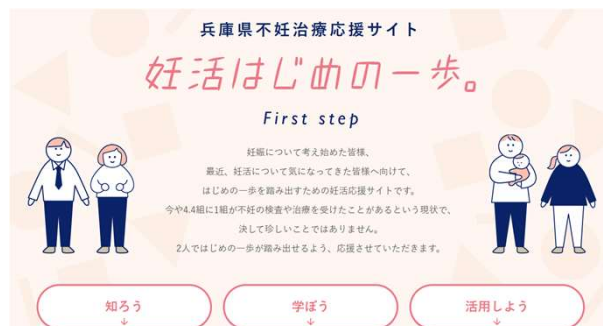 兵庫県不妊治療応援サイト
妊活はじめの一歩。
First step
妊娠について考え始めた皆様、
最近、妊活について気になってきた皆様へ向けて、
はじめの一歩を踏み出すための妊活応援サイトです。
今や4.4組に1組が不妊の検査や治療を受けたことがあるという現状で、
決して珍しいことではありません。
2人ではじめの一歩が踏み出せるよう、応援させていただきます。
知ろう
学ぼう
活用しよう